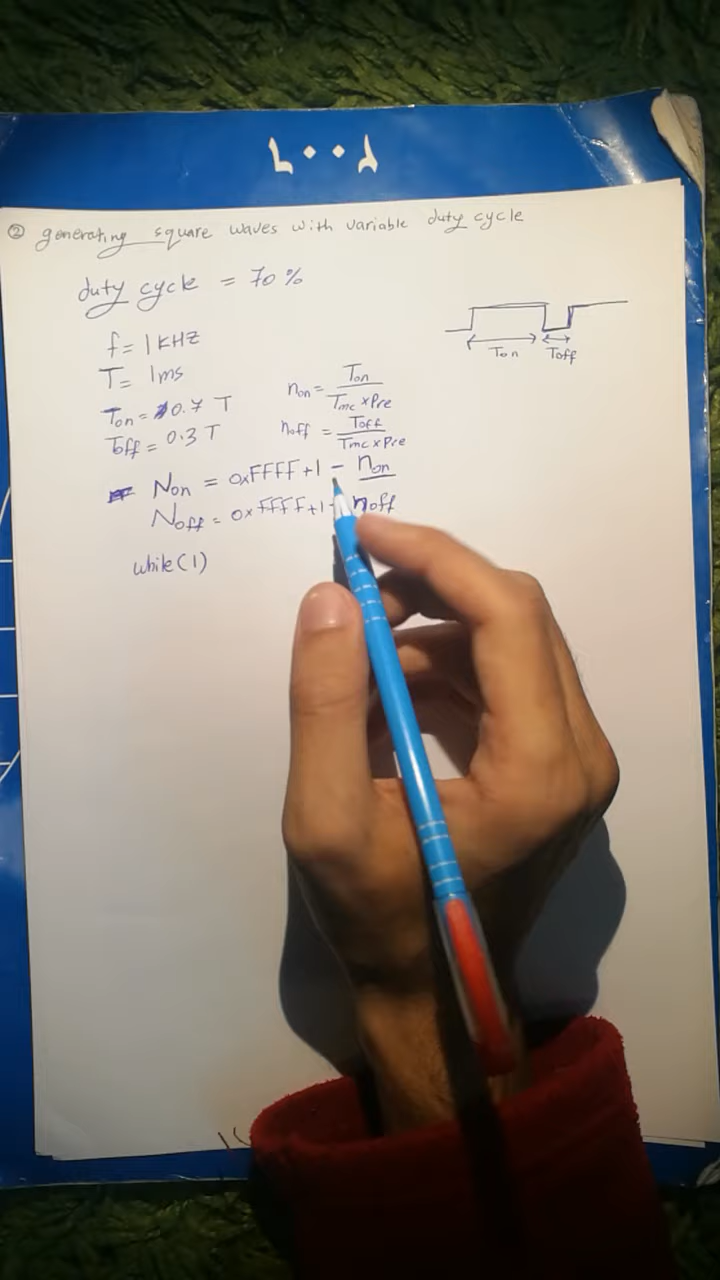 ② generating square waves with variable duty cycle
duty cycle = 70 %
f = 1 KHZ
T = 1ms
Ton = 0.7 T
Toff = 0.3 T
non = Ton / Tmc × Pre
noff = Toff / Tmc × Pre
Ton Toff
Non = 0xFFFF + 1 - non
Noff = 0xFFFF + 1 - noff
while(1)